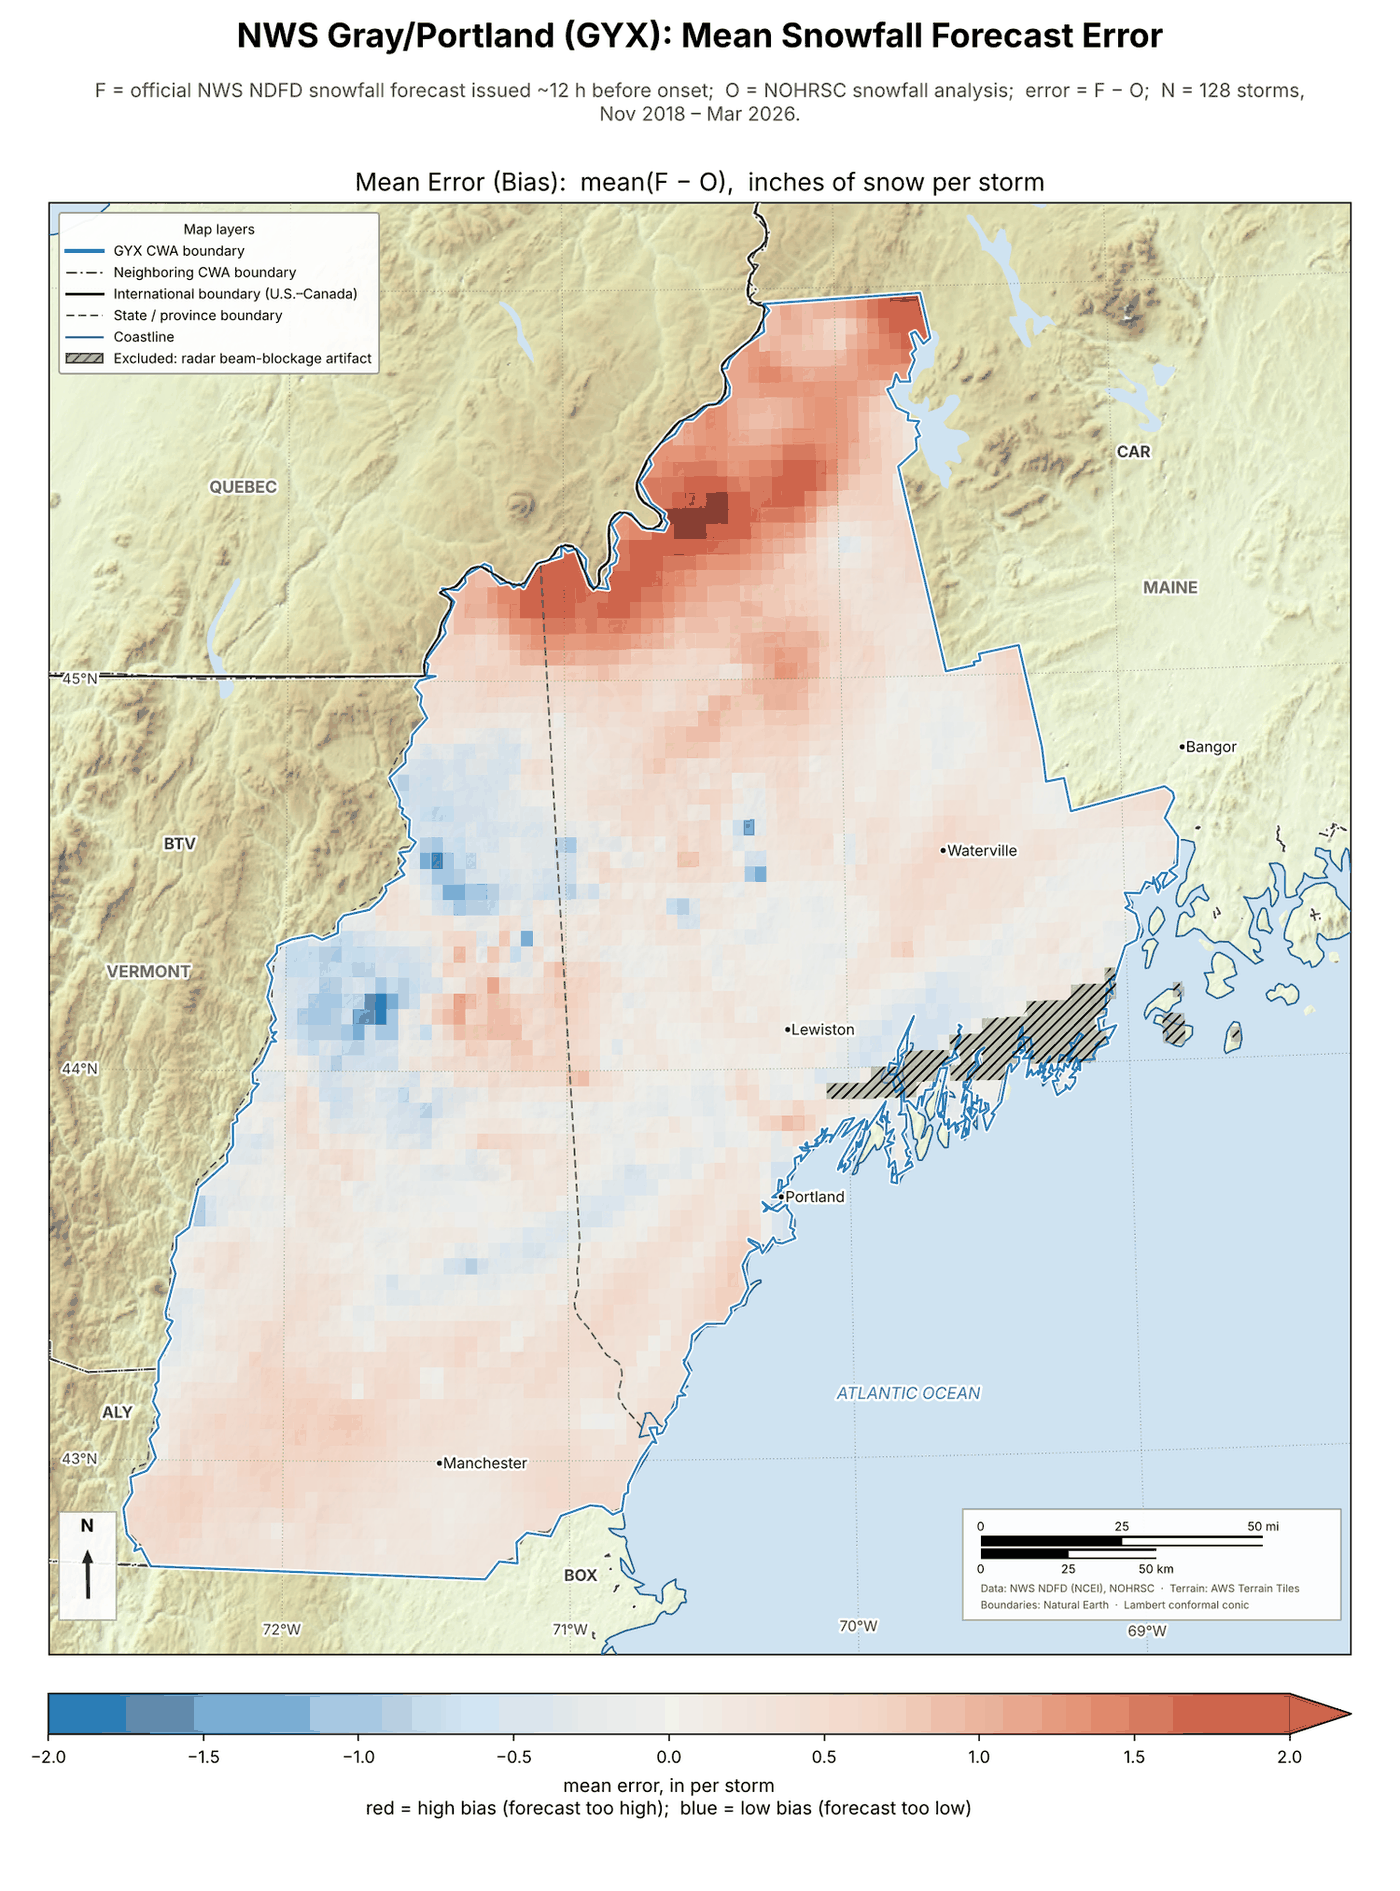 NWS Gray/Portland (GYX): Mean Snowfall Forecast Error
F = official NWS NDFD snowfall forecast issued ~12 h before onset;  O = NOHRSC snowfall analysis;  error = F − O;  N = 128 storms,
Nov 2018 – Mar 2026.
Mean Error (Bias):  mean(F − O),  inches of snow per storm
Map layers
GYX CWA boundary
Neighboring CWA boundary
International boundary (U.S.–Canada)
State / province boundary
Coastline
Excluded: radar beam-blockage artifact
CAR
QUEBEC
MAINE
45°N
Bangor
BTV
Waterville
VERMONT
Lewiston
44°N
Portland
ATLANTIC OCEAN
ALY
43°N
Manchester
N
BOX
0 25 50 mi
0 25 50 km
Data: NWS NDFD (NCEI), NOHRSC · Terrain: AWS Terrain Tiles
Boundaries: Natural Earth · Lambert conformal conic
72°W 71°W 70°W 69°W
−2.0 −1.5 −1.0 −0.5 0.0 0.5 1.0 1.5 2.0
mean error, in per storm
red = high bias (forecast too high);  blue = low bias (forecast too low)